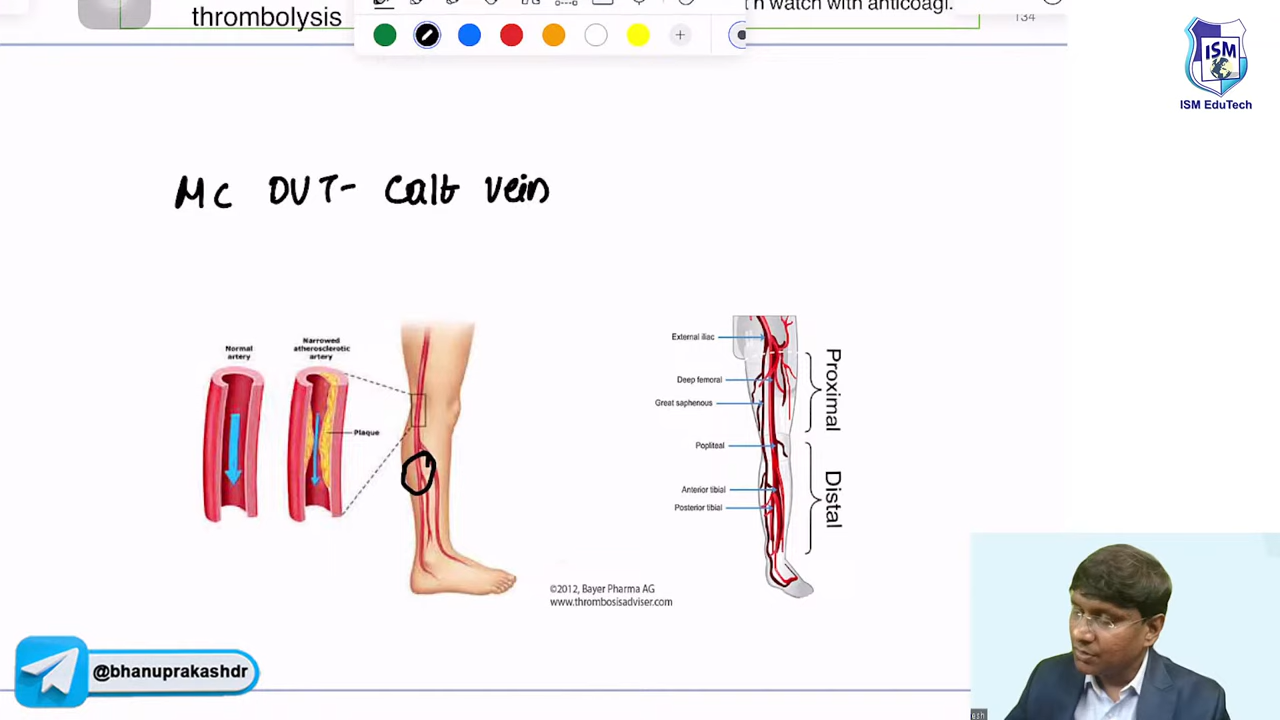 thrombolysis
watch with anticoagl.
134
ISM
ISM EduTech
Mc DVT- Calf vein
Normal
artery
Narrowed
atherosclerotic
artery
Plaque
External iliac
Deep femoral
Great saphenous
Popliteal
Anterior tibial
Posterior tibial
Proximal
Distal
©2012, Bayer Pharma AG
www.thrombosisadviser.com
@bhanuprakashdr